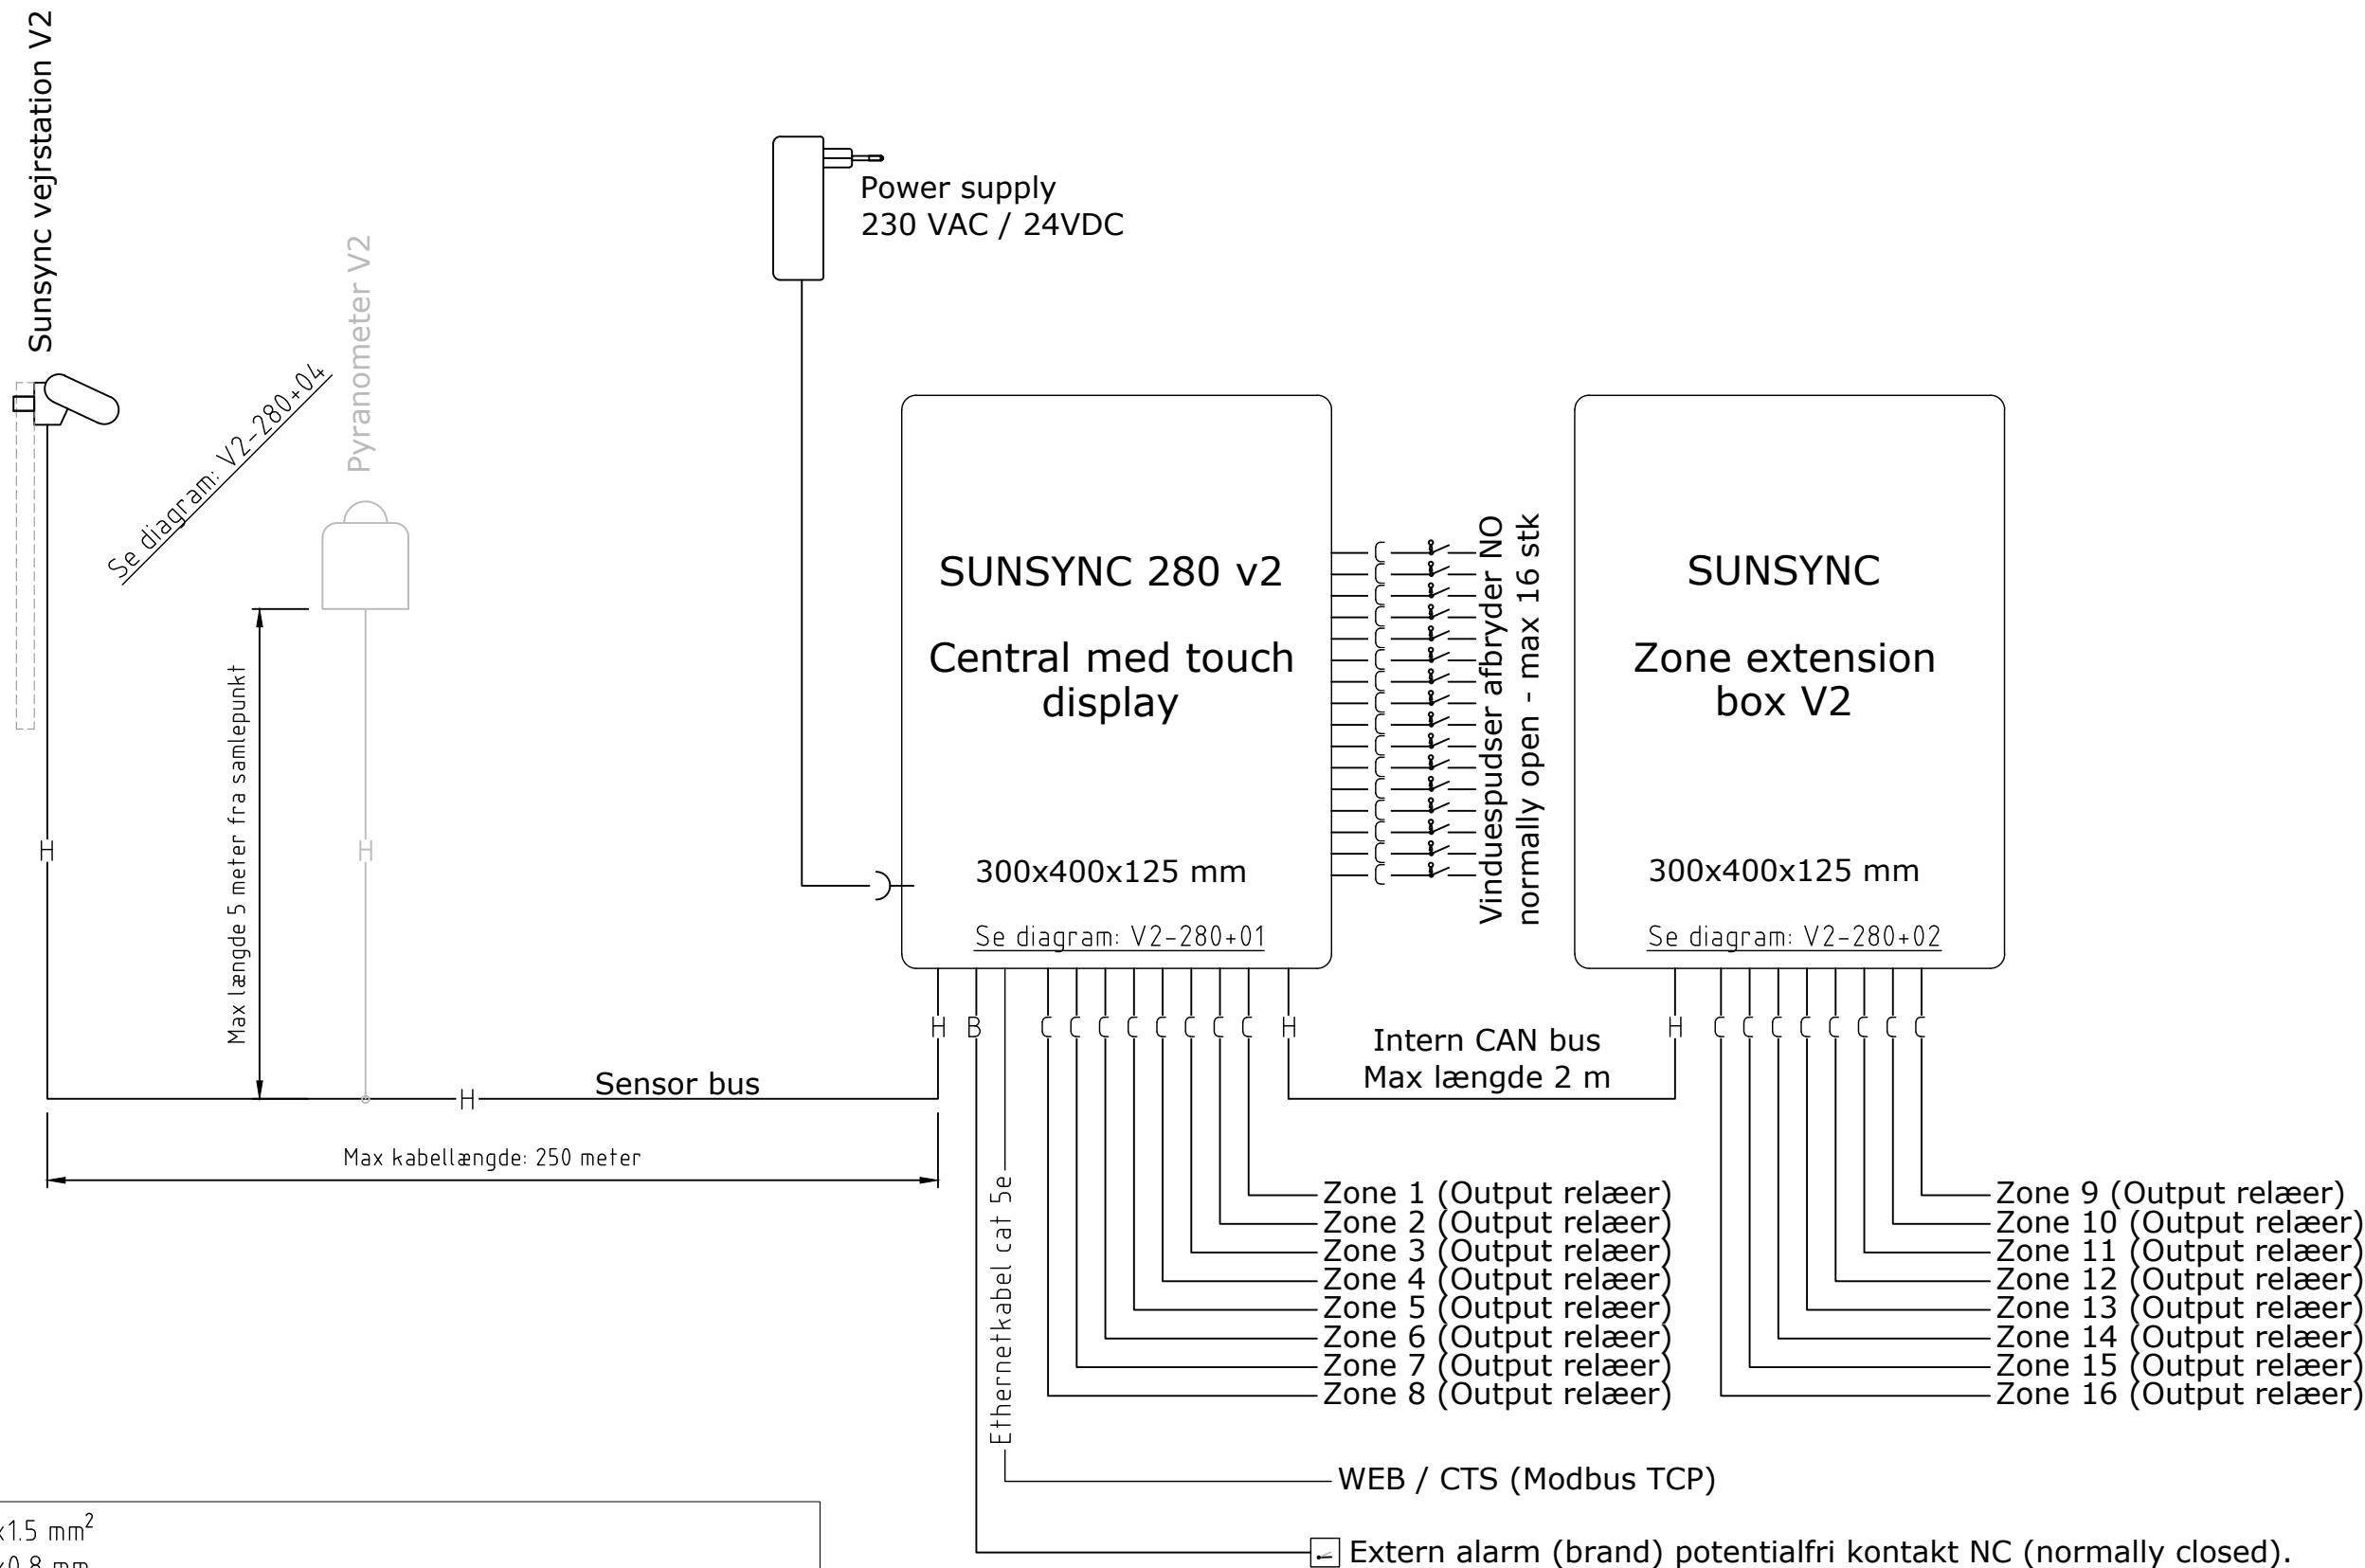 Sunsync vejrstation V2
Se diagram: V2-280+04
Pyranometer V2
Max længde 5 meter fra samlepunkt
H
H
Power supply
230 VAC / 24VDC
SUNSYNC 280 v2
Central med touch
display
300x400x125 mm
Se diagram: V2-280+01
Vinduespudser afbryder NO
normally open - max 16 stk
SUNSYNC
Zone extension
box V2
300x400x125 mm
Se diagram: V2-280+02
H B C C C C C C C C H
H C C C C C C C C
Intern CAN bus
Max længde 2 m
Sensor bus
H
Max kabellængde: 250 meter
Ethernetkabel cat 5e
Zone 1 (Output relæer)
Zone 2 (Output relæer)
Zone 3 (Output relæer)
Zone 4 (Output relæer)
Zone 5 (Output relæer)
Zone 6 (Output relæer)
Zone 7 (Output relæer)
Zone 8 (Output relæer)
Zone 9 (Output relæer)
Zone 10 (Output relæer)
Zone 11 (Output relæer)
Zone 12 (Output relæer)
Zone 13 (Output relæer)
Zone 14 (Output relæer)
Zone 15 (Output relæer)
Zone 16 (Output relæer)
WEB / CTS (Modbus TCP)
Extern alarm (brand) potentialfri kontakt NC (normally closed).
x1.5 mm²
x0.8 mm